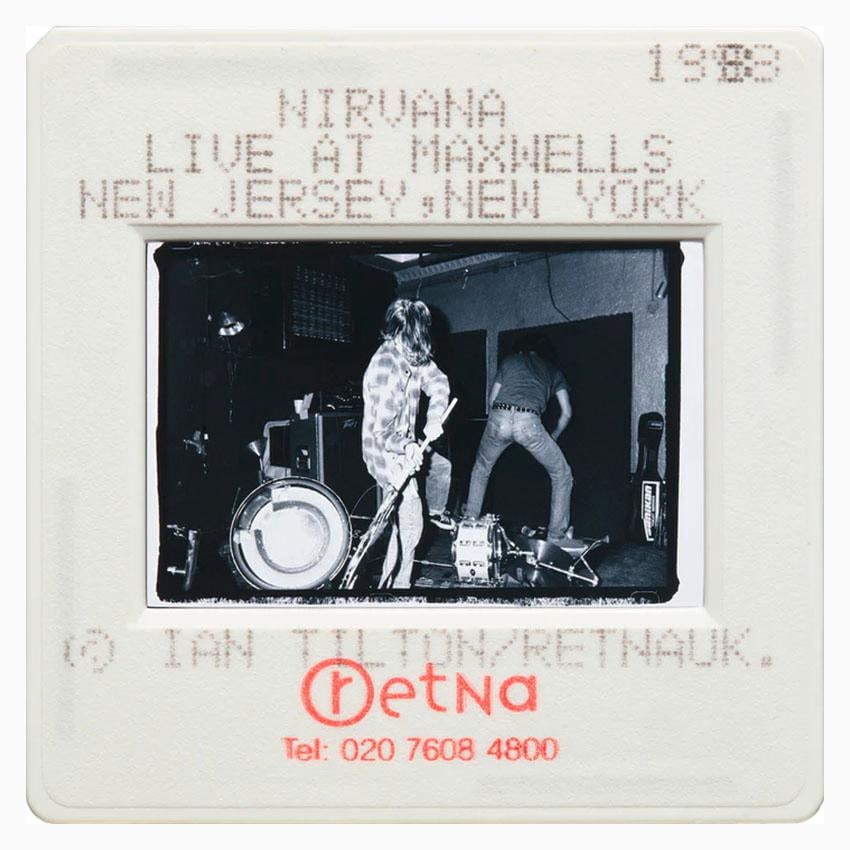 NIRVANA
LIVE AT MAXWELLS
NEW JERSEY,NEW YORK
© IAN TILTON/RETNAUK.
retna
Tel: 020 7608 4800